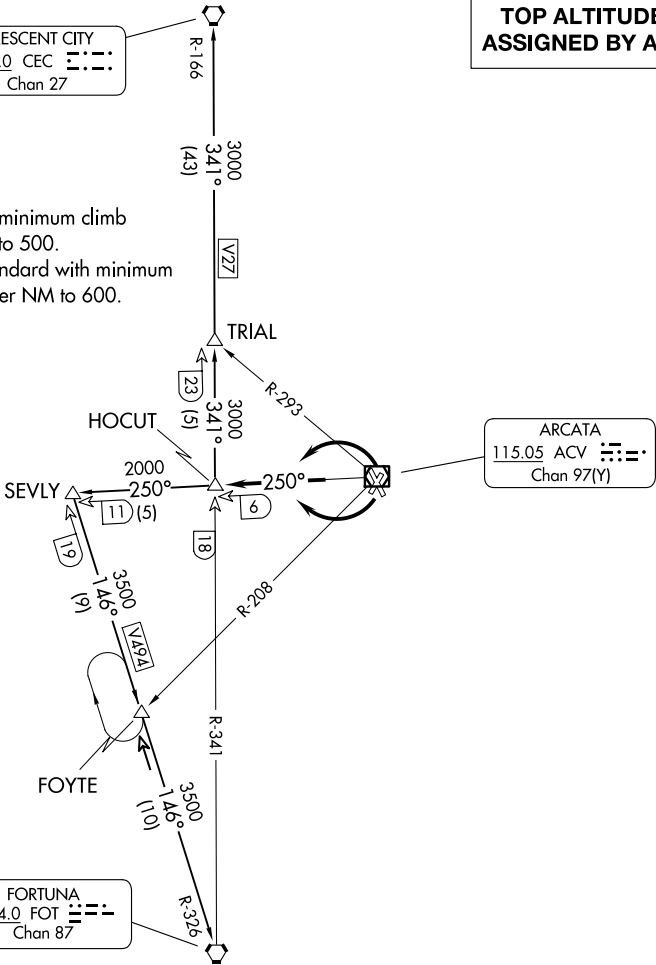 TOP ALTITUDE
ASSIGNED BY A
ESCENT CITY
.0 CEC
Chan 27
R-166
3000
341°
(43)
minimum climb
to 500.
ndard with minimum
er NM to 600.
V27
TRIAL
23
3000
341°
(5)
R-293
HOCUT
ARCATA
115.05 ACV
Chan 97(Y)
SEVLY
2000
250°
250°
11
(5)
6
19
18
3500
146°
(9)
V494
R-208
R-341
FOYTE
3500
146°
(10)
FORTUNA
4.0 FOT
Chan 87
R-326